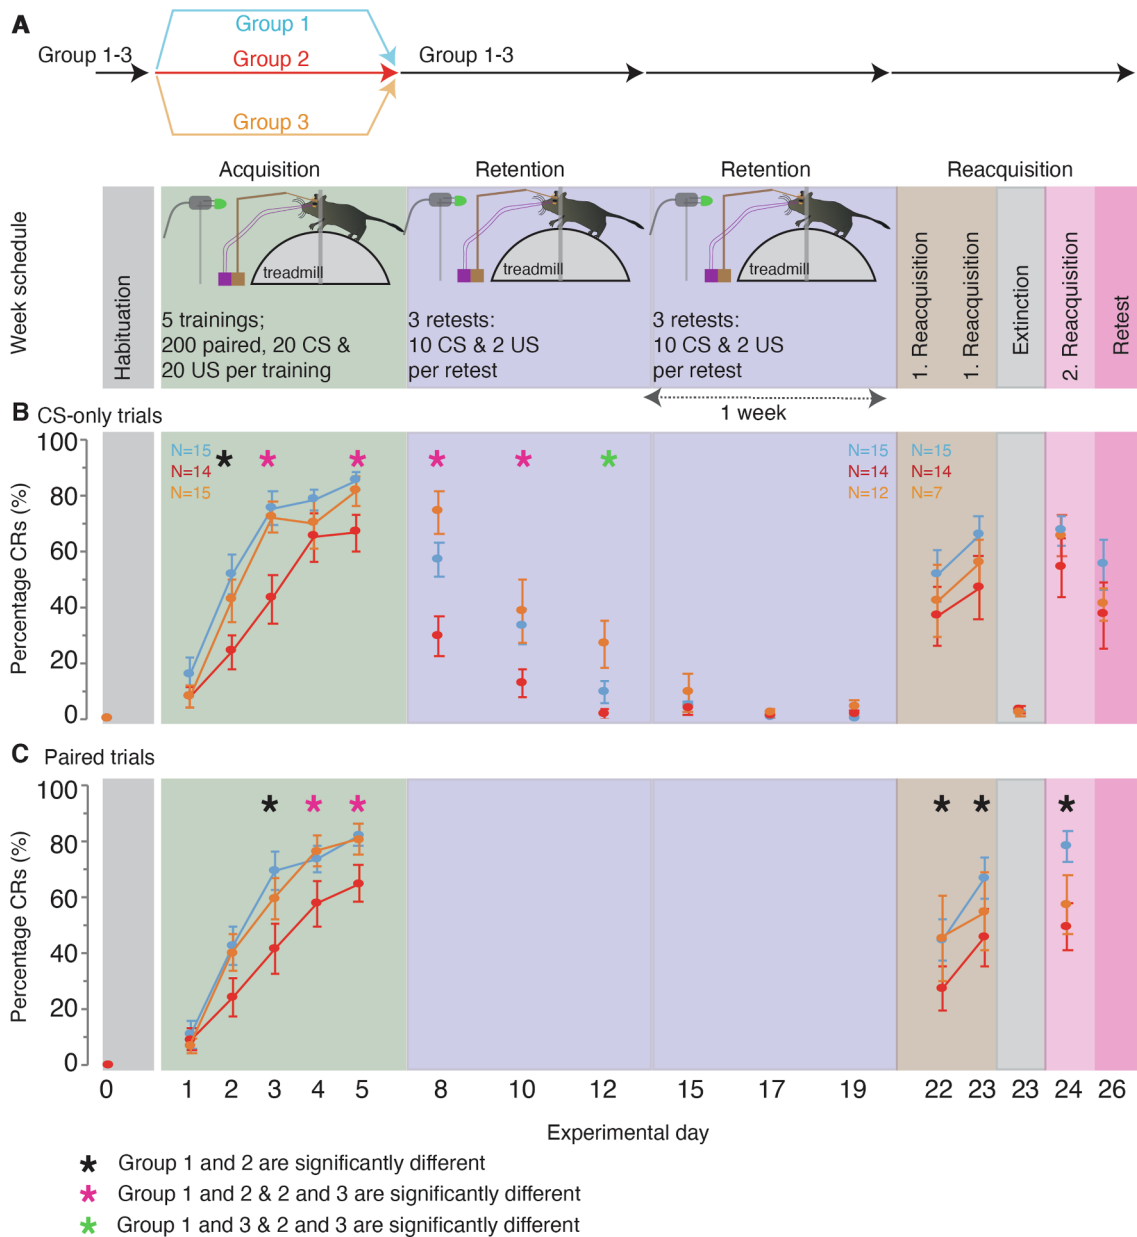 A
Group 1
Group 1-3
Group 2
Group 1-3
Group 3
Acquisition
Retention
Retention
Reacquisition
Week schedule
Habituation
treadmill
5 trainings;
200 paired, 20 CS &
20 US per training
treadmill
3 retests:
10 CS & 2 US
per retest
treadmill
3 retests:
10 CS & 2 US
per retest
1. Reacquisition
1. Reacquisition
Extinction
2. Reacquisition
Retest
1 week
B CS-only trials
Percentage CRs (%)
100
80
60
40
20
0
N=15
N=14
N=15
N=15
N=14
N=12
N=15
N=14
N=7
C Paired trials
Percentage CRs (%)
100
80
60
40
20
0
0 1 2 3 4 5 8 10 12 15 17 19 22 23 23 24 26
Experimental day
Group 1 and 2 are significantly different
Group 1 and 2 & 2 and 3 are significantly different
Group 1 and 3 & 2 and 3 are significantly different